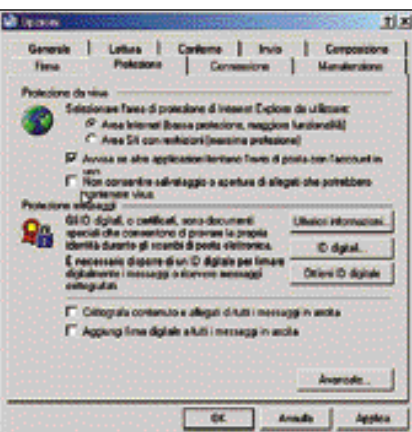 Opzioni
Generale Lettura Conferme Invio Composizione
Firma Protezione Connessione Manutenzione
Protezione da virus
Selezionare l'area di protezione di Internet Explorer da utilizzare:
Area Internet (bassa protezione, maggiore funzionalità)
Area Siti con restrizioni (massima protezione)
Avvisa se altre applicazioni tentano l'invio di posta con l'account in
uso.
Non consentire salvataggio o apertura di allegati che potrebbero
contenere virus.
Protezione messaggi
Gli ID digitali, o certificati, sono documenti
speciali che consentono di provare la propria
identità durante gli scambi di posta elettronica.
Ulteriori informazioni...
È necessario disporre di un ID digitale per firmare
digitalmente i messaggi o ricevere messaggi
crittografati.
ID digitali...
Ottieni ID digitale
Crittografa contenuto e allegati di tutti i messaggi in uscita
Aggiungi firma digitale a tutti i messaggi in uscita
Avanzate...
OK Annulla Applica